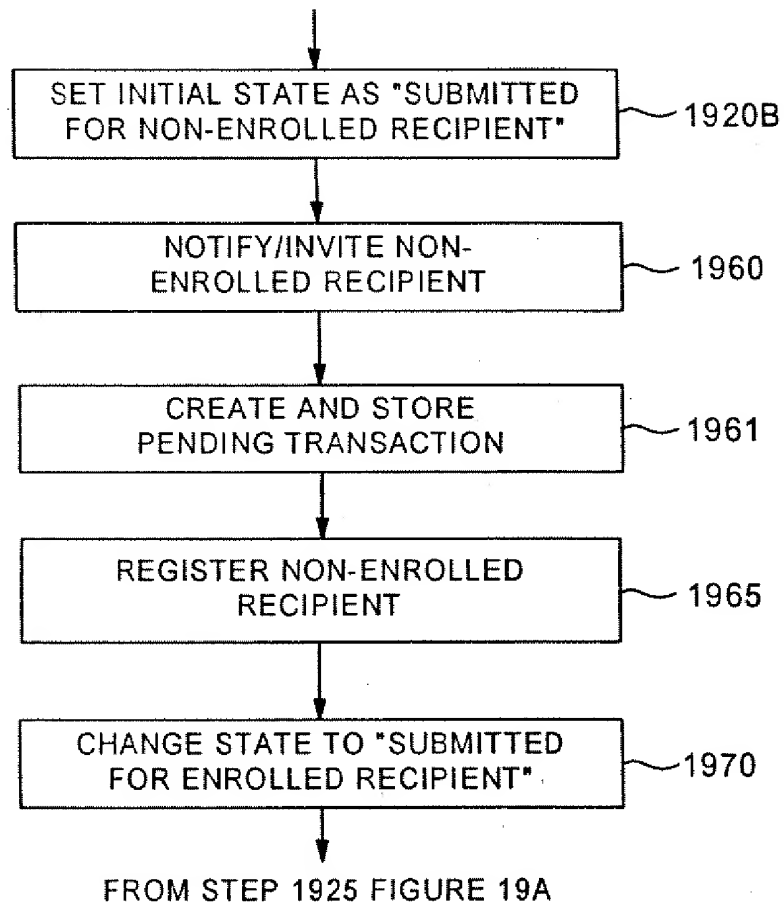 SET INITIAL STATE AS "SUBMITTED
FOR NON-ENROLLED RECIPIENT"
1920B
NOTIFY/INVITE NON-
ENROLLED RECIPIENT
1960
CREATE AND STORE
PENDING TRANSACTION
1961
REGISTER NON-ENROLLED
RECIPIENT
1965
CHANGE STATE TO "SUBMITTED
FOR ENROLLED RECIPIENT"
1970
FROM STEP 1925 FIGURE 19A